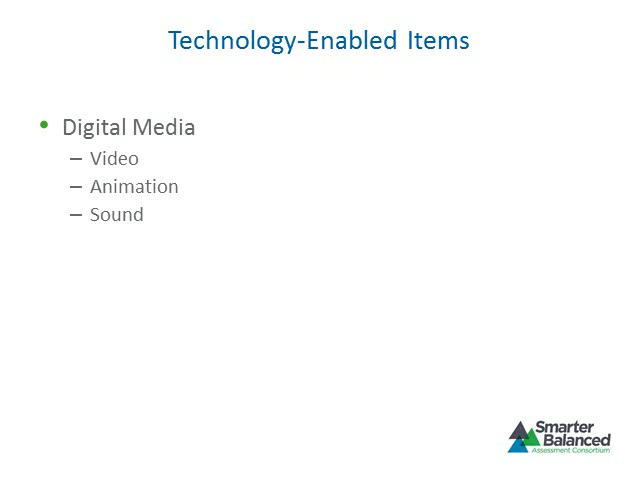 Technology-Enabled Items
• Digital Media
– Video
– Animation
– Sound
Smarter
Balanced
Assessment Consortium